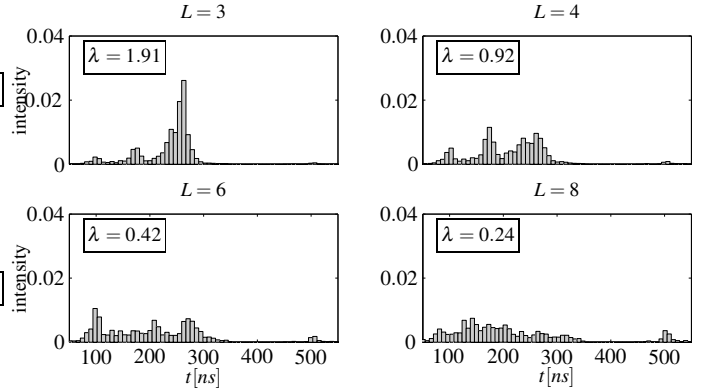 L = 3
L = 4
0.04
λ = 1.91
intensity
0.02
0
0.04
λ = 0.92
0.02
0
L = 6
L = 8
0.04
λ = 0.42
intensity
0.02
0
100 200 300 400 500
t[ns]
0.04
λ = 0.24
0.02
0
100 200 300 400 500
t[ns]